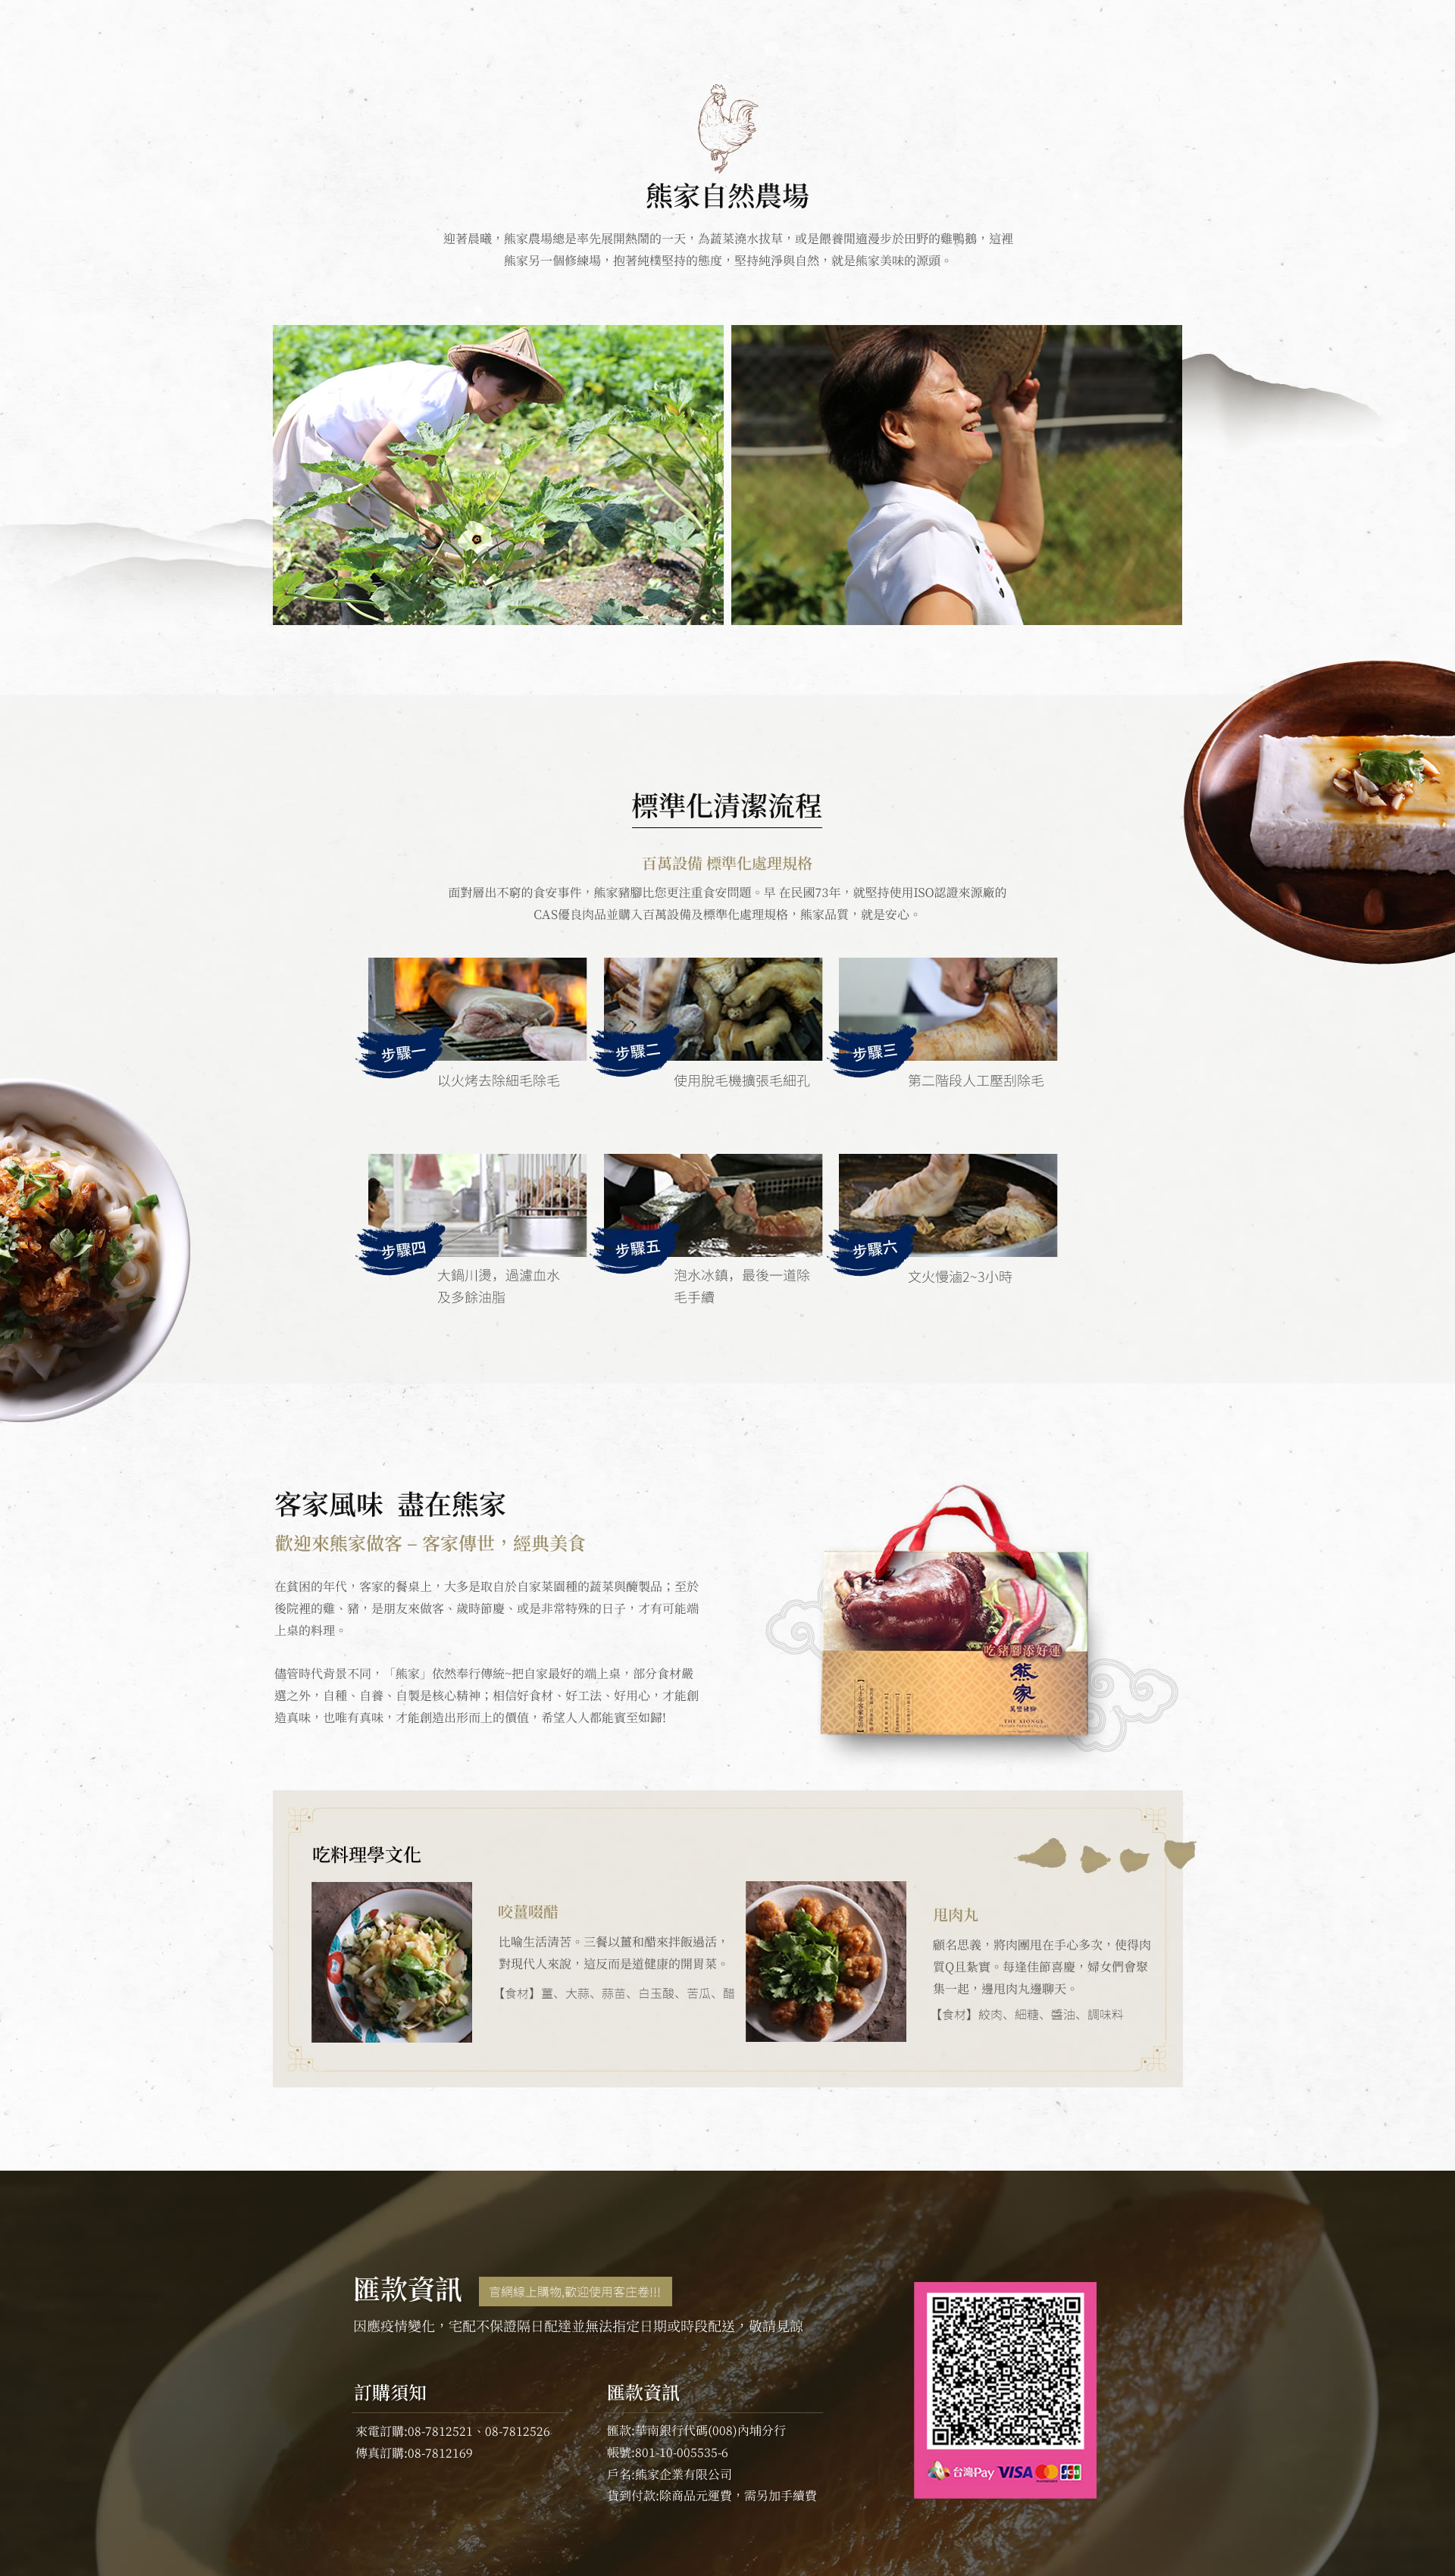 熊家自然農場
迎著晨曦，熊家農場總是率先展開熱鬧的一天，為蔬菜澆水拔草，或是餵養閒適漫步於田野的雞鴨鵝，這裡
熊家另一個修練場，抱著純樸堅持的態度，堅持純淨與自然，就是熊家美味的源頭。
標準化清潔流程
百萬設備 標準化處理規格
面對層出不窮的食安事件，熊家豬腳比您更注重食安問題。早 在民國73年，就堅持使用ISO認證來源廠的
CAS優良肉品並購入百萬設備及標準化處理規格，熊家品質，就是安心。
步驟一
以火烤去除細毛除毛
步驟二
使用脫毛機擴張毛細孔
步驟三
第二階段人工壓刮除毛
步驟四
大鍋川燙，過濾血水
及多餘油脂
步驟五
泡水冰鎮，最後一道除
毛手續
步驟六
文火慢滷2~3小時
客家風味 盡在熊家
歡迎來熊家做客 – 客家傳世，經典美食
在貧困的年代，客家的餐桌上，大多是取自於自家菜園種的蔬菜與醃製品；至於
後院裡的雞、豬，是朋友來做客、歲時節慶、或是非常特殊的日子，才有可能端
上桌的料理。
儘管時代背景不同，「熊家」依然奉行傳統~把自家最好的端上桌，部分食材嚴
選之外，自種、自養、自製是核心精神；相信好食材、好工法、好用心，才能創
造真味，也唯有真味，才能創造出形而上的價值，希望人人都能賓至如歸!
吃豬腳添好運
熊家
萬巒豬腳
THE XIONGS
吃料理學文化
咬薑啜醋
比喻生活清苦。三餐以薑和醋來拌飯過活，
對現代人來說，這反而是道健康的開胃菜。
【食材】薑、大蒜、蒜苗、白玉酸、苦瓜、醋
甩肉丸
顧名思義，將肉團甩在手心多次，使得肉
質Q且紮實。每逢佳節喜慶，婦女們會聚
集一起，邊甩肉丸邊聊天。
【食材】絞肉、細糖、醬油、調味料
匯款資訊
官網線上購物,歡迎使用客庄卷!!!
因應疫情變化，宅配不保證隔日配達並無法指定日期或時段配送，敬請見諒
訂購須知
來電訂購:08-7812521、08-7812526
傳真訂購:08-7812169
匯款資訊
匯款:華南銀行代碼(008)內埔分行
帳號:801-10-005535-6
戶名:熊家企業有限公司
貨到付款:除商品元運費，需另加手續費
台灣Pay VISA JCB